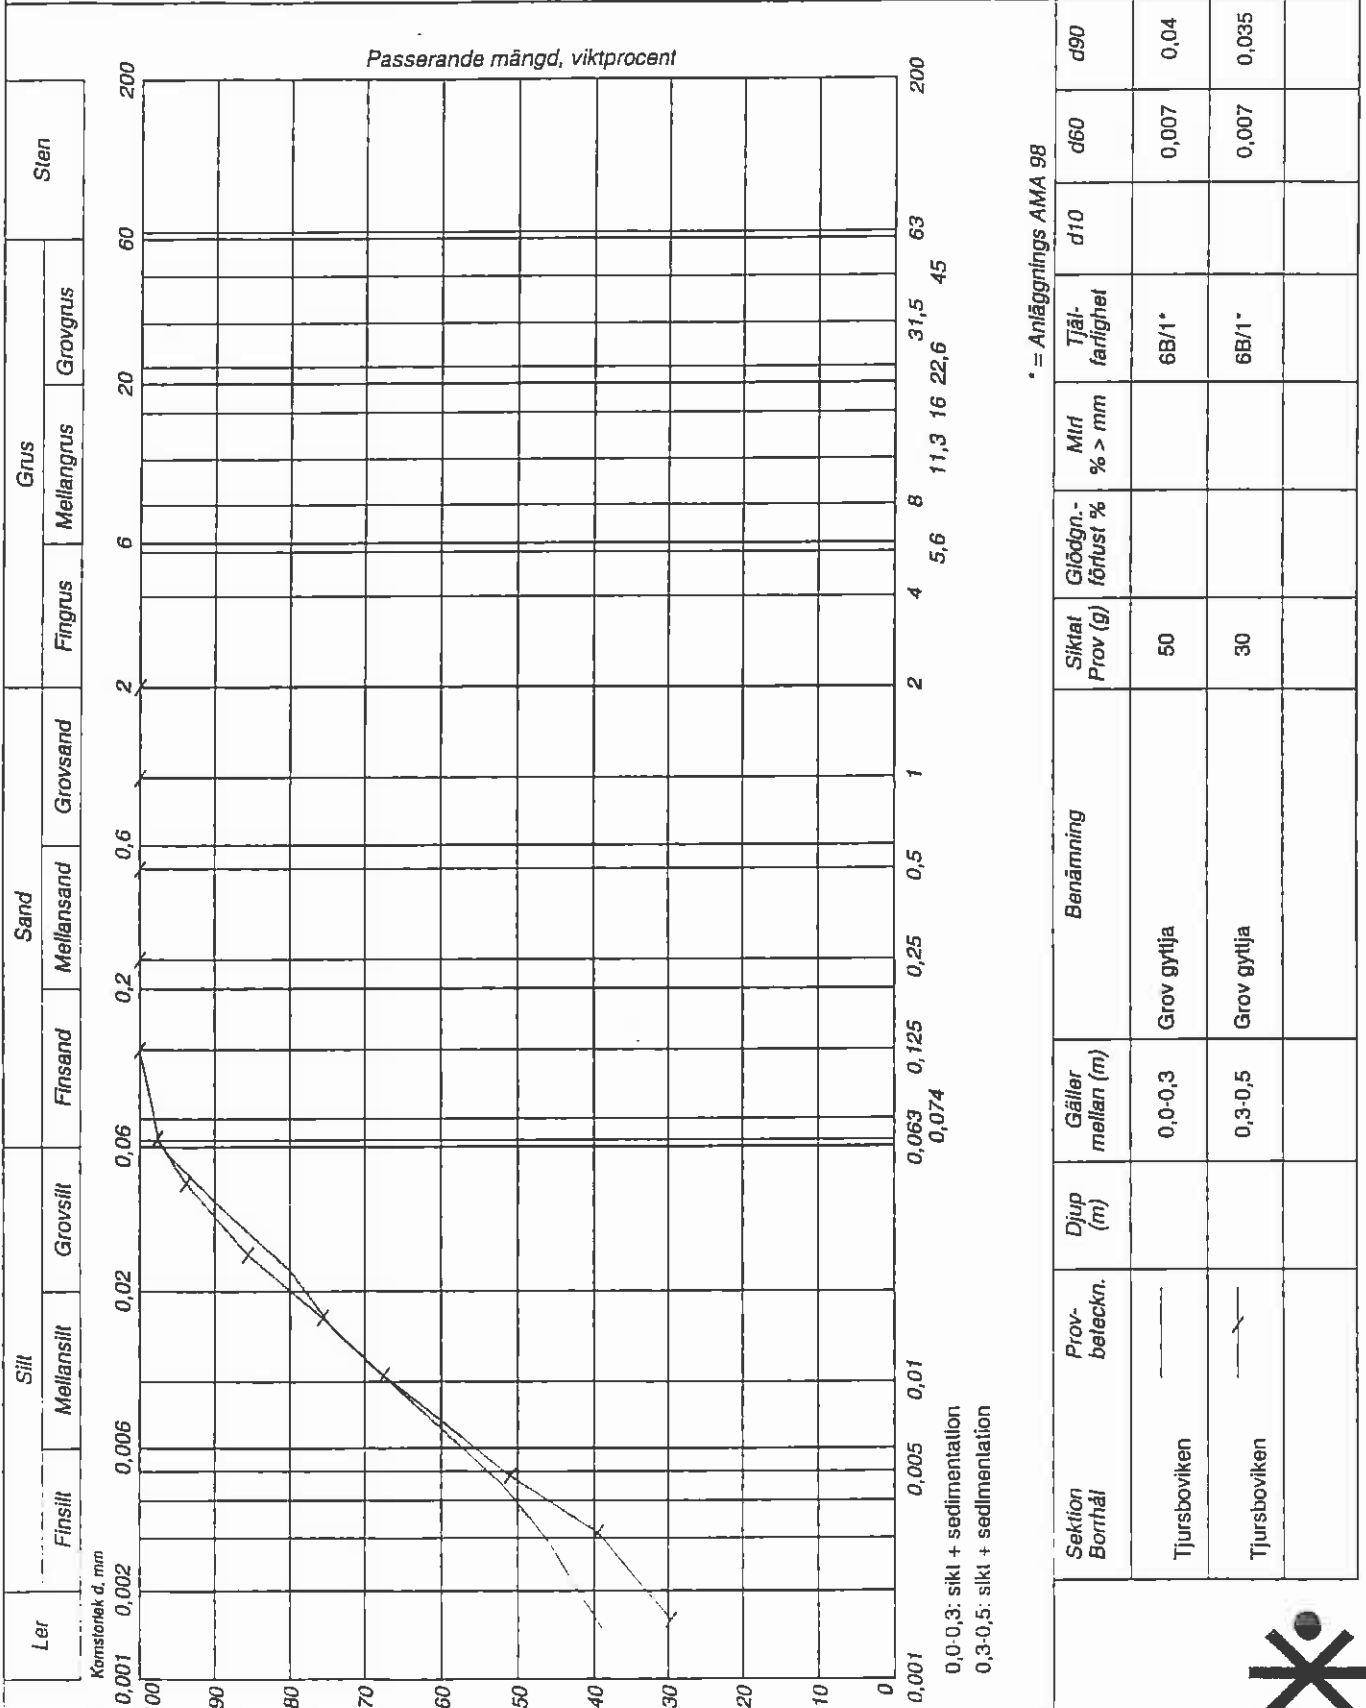 Ler
Silt
Sand
Grus
Sten
Finsilt
Mellansilt
Grovsilt
Finsand
Mellansand
Grovsand
Fingrus
Mellangrus
Grovgrus
Kornstorlek d, mm
0,001 0,002 0,006 0,02 0,06 0,2 0,6 2 6 20 60 200
Passerande mängd, viktprocent
00
90
80
70
60
50
40
30
20
10
0
0,001 0,005 0,01 0,063 0,125 0,25 0,5 1 2 4 8 11,3 16 22,6 31,5 63 200
0,074 5,6 45
0,0-0,3: sikt + sedimentation
0,3-0,5: sikt + sedimentation
* = Anläggnings AMA 98
Sektion Prov- Djup Gäller Benämning Siktat Glödgn.- Mtrl Tjäl- d10 d60 d90
Borrhål beteckn. (m) mellan (m) Prov (g) förlust % % > mm farlighet
Tjursboviken 0,0-0,3 Grov gyttja 50 6B/1* 0,007 0,04
Tjursboviken 0,3-0,5 Grov gyttja 30 6B/1* 0,007 0,035